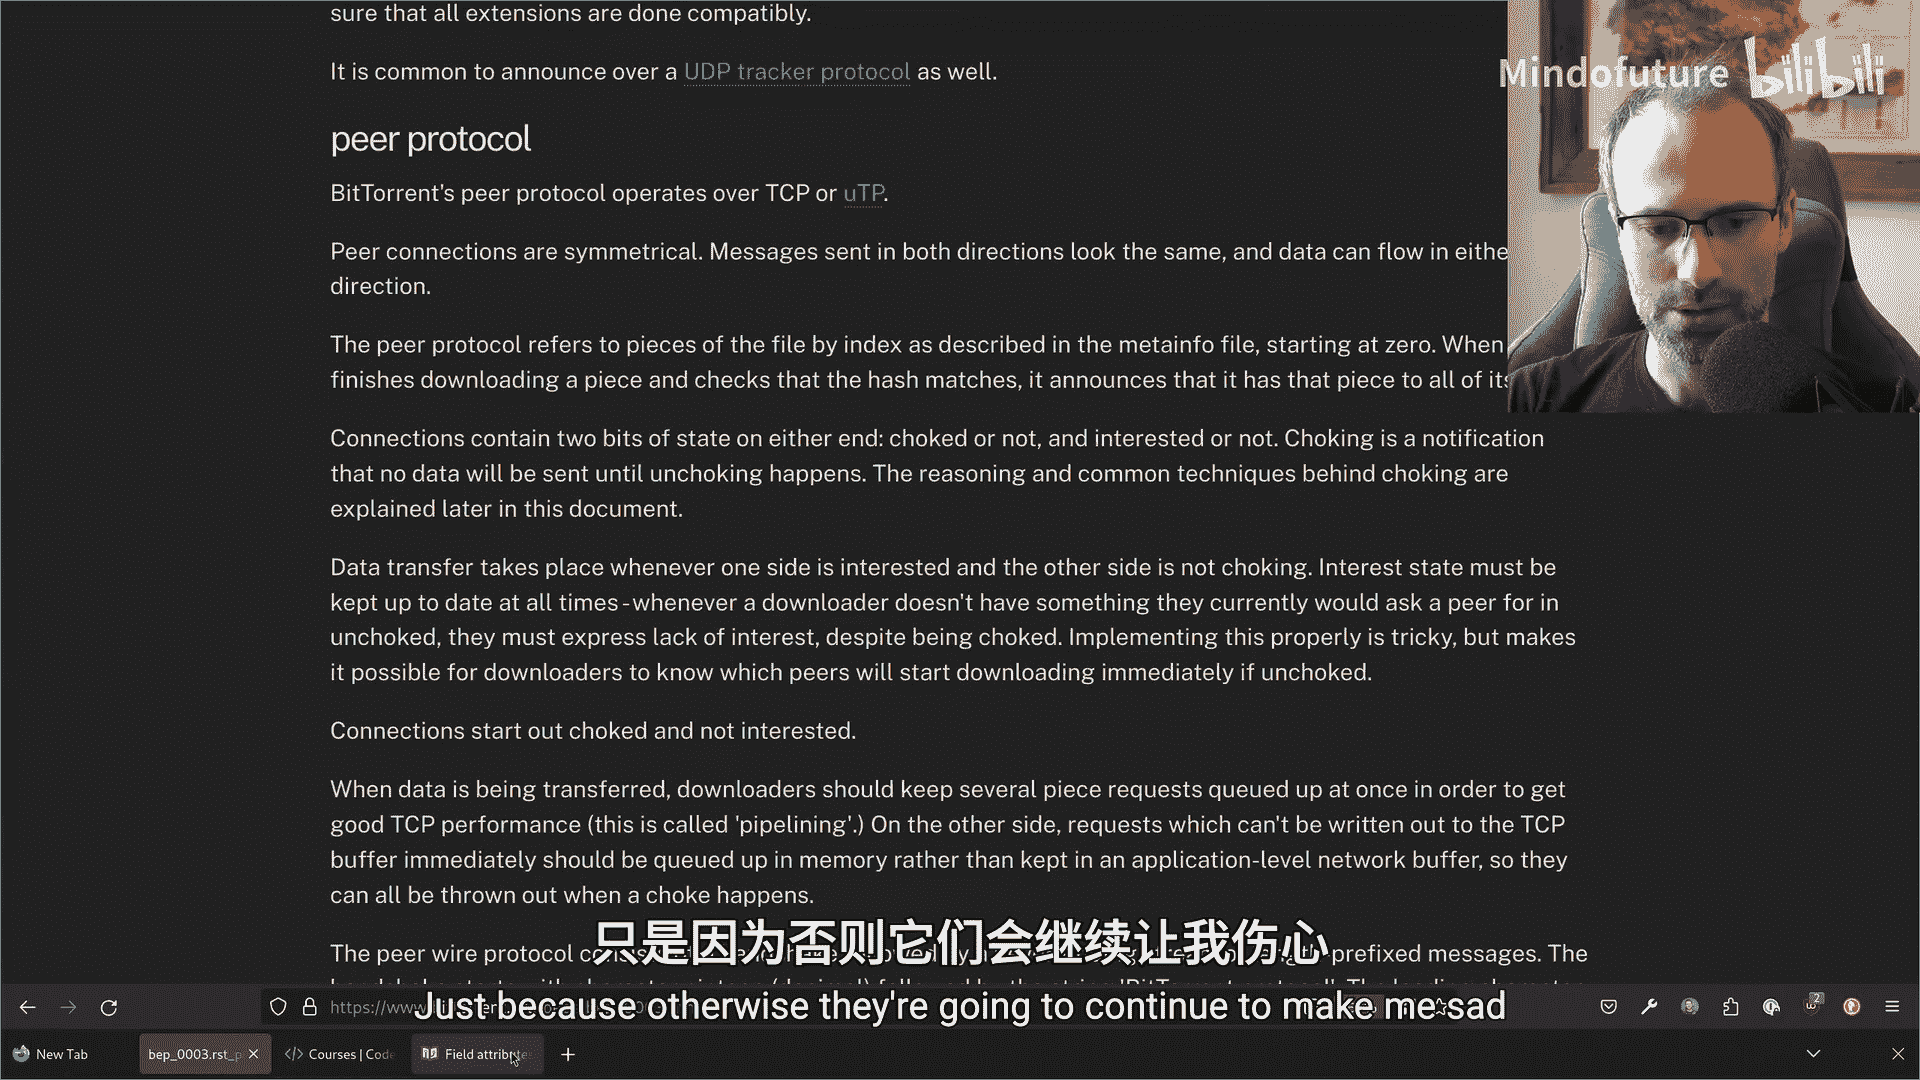 sure that all extensions are done compatibly.
It is common to announce over a UDP tracker protocol as well.
Mindofuture bilibili
peer protocol
BitTorrent's peer protocol operates over TCP or uTP.
Peer connections are symmetrical. Messages sent in both directions look the same, and data can flow in eithe
direction.
The peer protocol refers to pieces of the file by index as described in the metainfo file, starting at zero. When
finishes downloading a piece and checks that the hash matches, it announces that it has that piece to all of its
Connections contain two bits of state on either end: choked or not, and interested or not. Choking is a notification
that no data will be sent until unchoking happens. The reasoning and common techniques behind choking are
explained later in this document.
Data transfer takes place whenever one side is interested and the other side is not choking. Interest state must be
kept up to date at all times - whenever a downloader doesn't have something they currently would ask a peer for in
unchoked, they must express lack of interest, despite being choked. Implementing this properly is tricky, but makes
it possible for downloaders to know which peers will start downloading immediately if unchoked.
Connections start out choked and not interested.
When data is being transferred, downloaders should keep several piece requests queued up at once in order to get
good TCP performance (this is called 'pipelining'.) On the other side, requests which can't be written out to the TCP
buffer immediately should be queued up in memory rather than kept in an application-level network buffer, so they
can all be thrown out when a choke happens.
只是因为否则它们会继续让我伤心
The peer wire protocol prefixed messages. The
Just because otherwise they're going to continue to make me sad
https://www.
2
New Tab
bep_0003.rst_p
Courses | Code
Field attribute